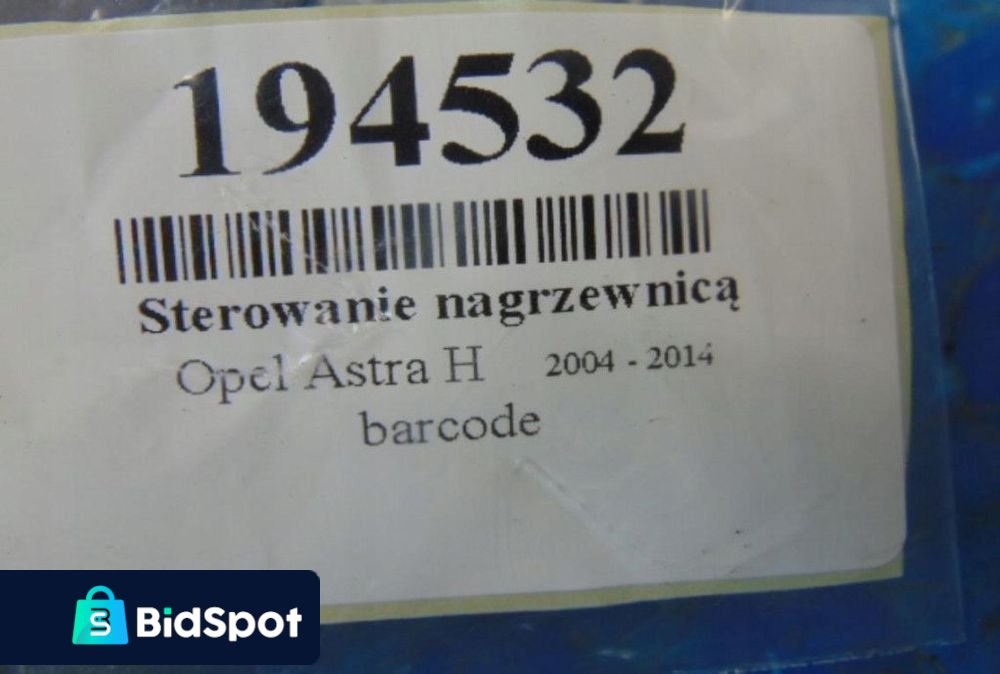 194532
Sterowanie nagrzewnicą
Opel Astra H 2004 - 2014
barcode
BidSpot